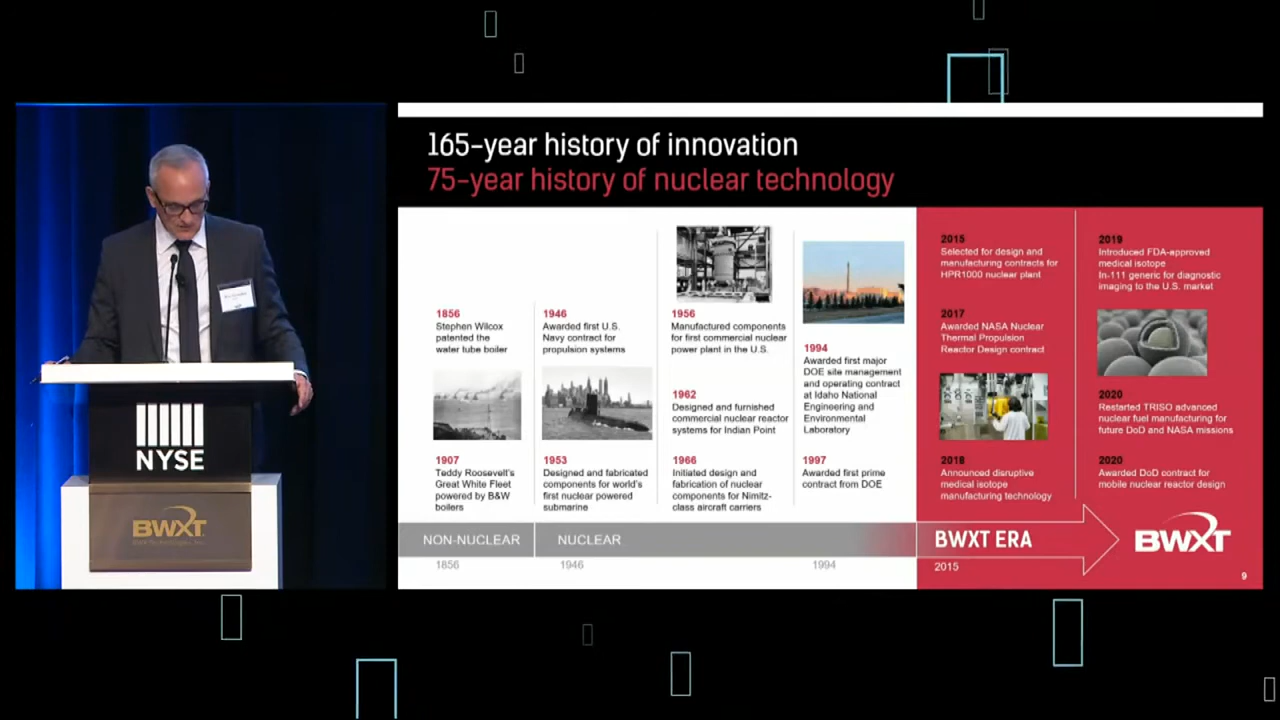 165-year history of innovation
75-year history of nuclear technology
1856
Stephen Wilcox
patented the
water tube boiler
1907
Teddy Roosevelt's
Great White Fleet
powered by B&W
boilers
1946
Awarded first U.S.
Navy contract for
propulsion systems
1953
Designed and fabricated
components for world's
first nuclear powered
submarine
1956
Manufactured components
for first commercial nuclear
power plant in the U.S.
1962
Designed and furnished
commercial nuclear reactor
systems for Indian Point
1966
Initiated design and
fabrication of nuclear
components for Nimitz-
class aircraft carriers
1994
Awarded first major
DOE site management
and operating contract
at Idaho National
Engineering and
Environmental
Laboratory
1997
Awarded first prime
contract from DOE
2015
Selected for design and
manufacturing contracts for
HPR1000 nuclear plant
2017
Awarded NASA Nuclear
Thermal Propulsion
Reactor Design contract
2018
Announced disruptive
medical isotope
manufacturing technology
2019
Introduced FDA-approved
medical isotope
In-111 generic for diagnostic
imaging to the U.S. market
2020
Restarted TRISO advanced
nuclear fuel manufacturing for
future DoD and NASA missions
2020
Awarded DoD contract for
mobile nuclear reactor design
NON-NUCLEAR
NUCLEAR
BWXT ERA
BWXT
1856
1946
1994
2015
9
NYSE
BWXT